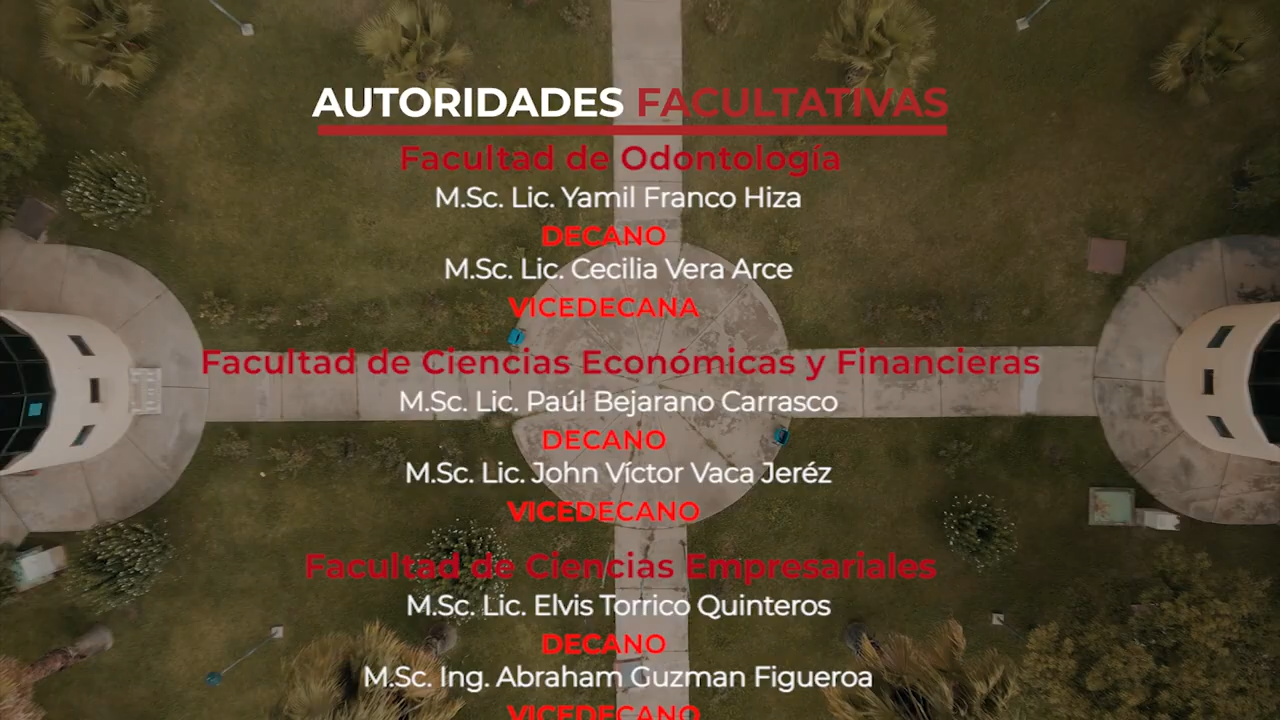 AUTORIDADES FACULTATIVAS
Facultad de Odontología
M.Sc. Lic. Yamil Franco Hiza
DECANO
M.Sc. Lic. Cecilia Vera Arce
VICEDECANA
Facultad de Ciencias Económicas y Financieras
M.Sc. Lic. Paúl Bejarano Carrasco
DECANO
M.Sc. Lic. John Víctor Vaca Jeréz
VICEDECANO
Facultad de Ciencias Empresariales
M.Sc. Lic. Elvis Torrico Quinteros
DECANO
M.Sc. Ing. Abraham Guzman Figueroa
VICEDECANO